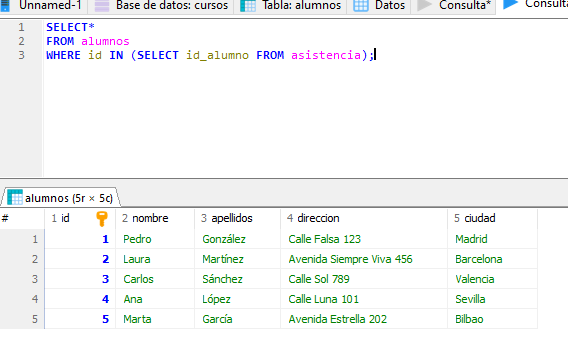 Unnamed-1 Base de datos: cursos Tabla: alumnos Datos Consulta* Consulta
1 SELECT*
2 FROM alumnos
3 WHERE id IN (SELECT id_alumno FROM asistencia);
alumnos (5r × 5c)
# 1 id 2 nombre 3 apellidos 4 direccion 5 ciudad
1 1 Pedro González Calle Falsa 123 Madrid
2 2 Laura Martínez Avenida Siempre Viva 456 Barcelona
3 3 Carlos Sánchez Calle Sol 789 Valencia
4 4 Ana López Calle Luna 101 Sevilla
5 5 Marta García Avenida Estrella 202 Bilbao